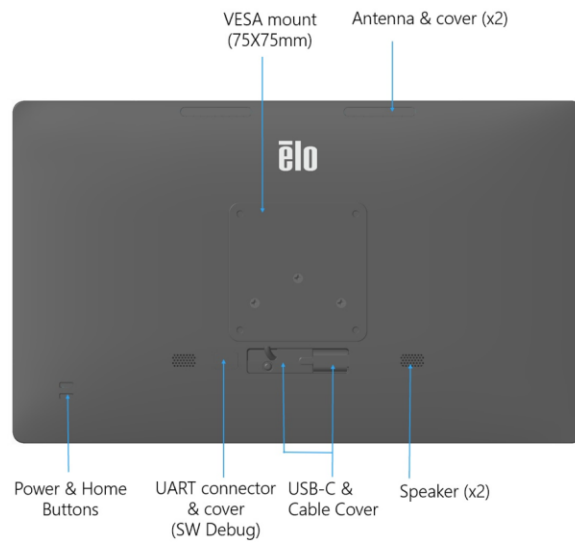 VESA mount
(75X75mm)
Antenna & cover (x2)
ēlo
Power & Home
Buttons
UART connector
& cover
(SW Debug)
USB-C &
Cable Cover
Speaker (x2)